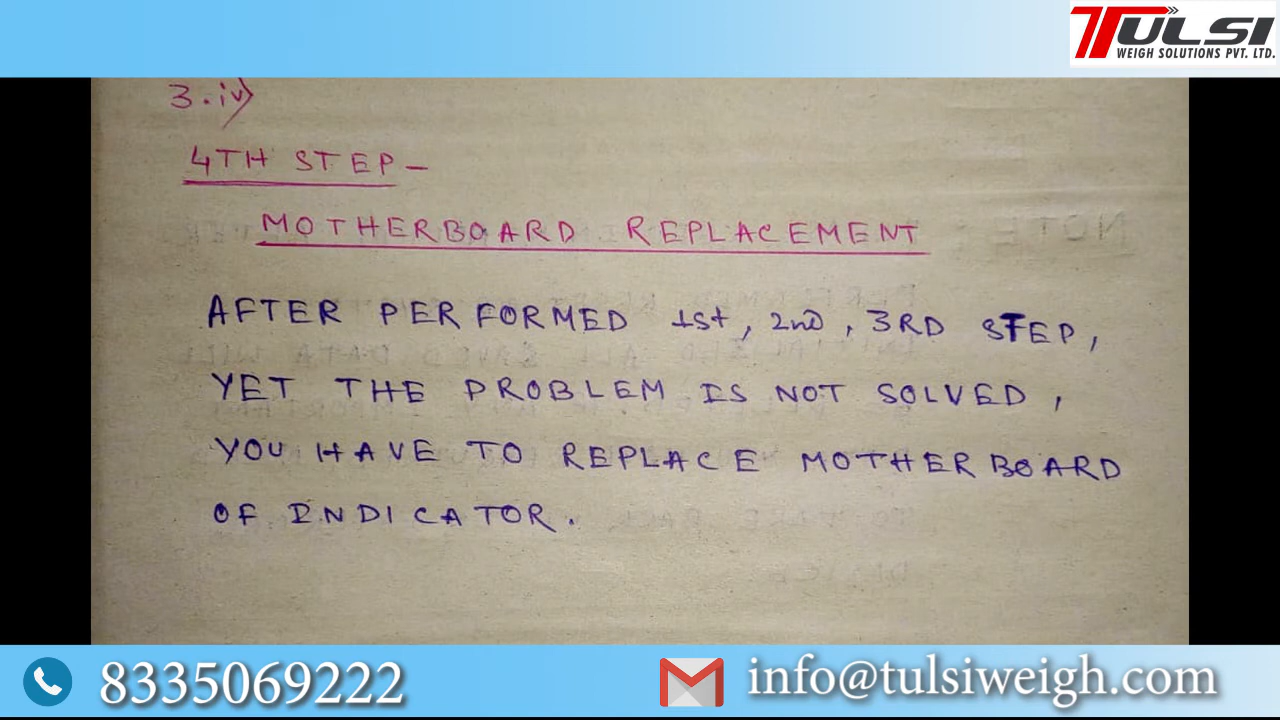 TULSI
WEIGH SOLUTIONS PVT. LTD.
3.iv)
4TH STEP -
MOTHERBOARD REPLACEMENT
AFTER PERFORMED 1st, 2nd, 3RD STEP,
YET THE PROBLEM IS NOT SOLVED,
YOU HAVE TO REPLACE MOTHERBOARD
OF INDICATOR.
8335069222
info@tulsiweigh.com